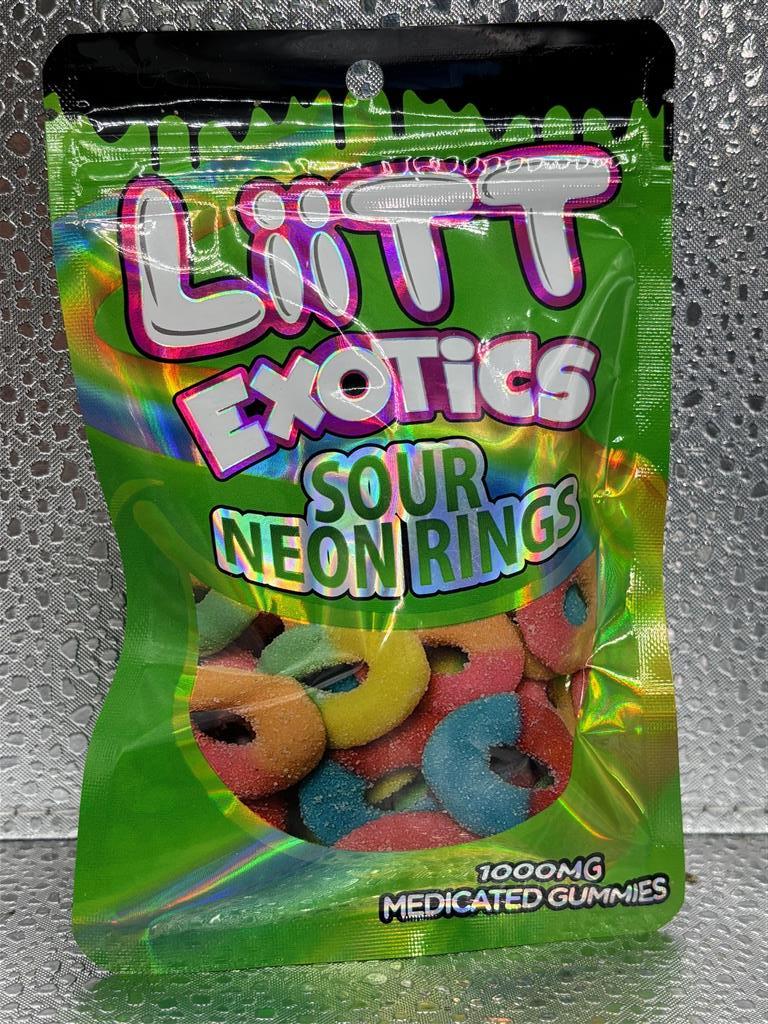 LiiTT
EXOTiCS
SOUR
NEON RINGS
1000MG
MEDICATED GUMMIES